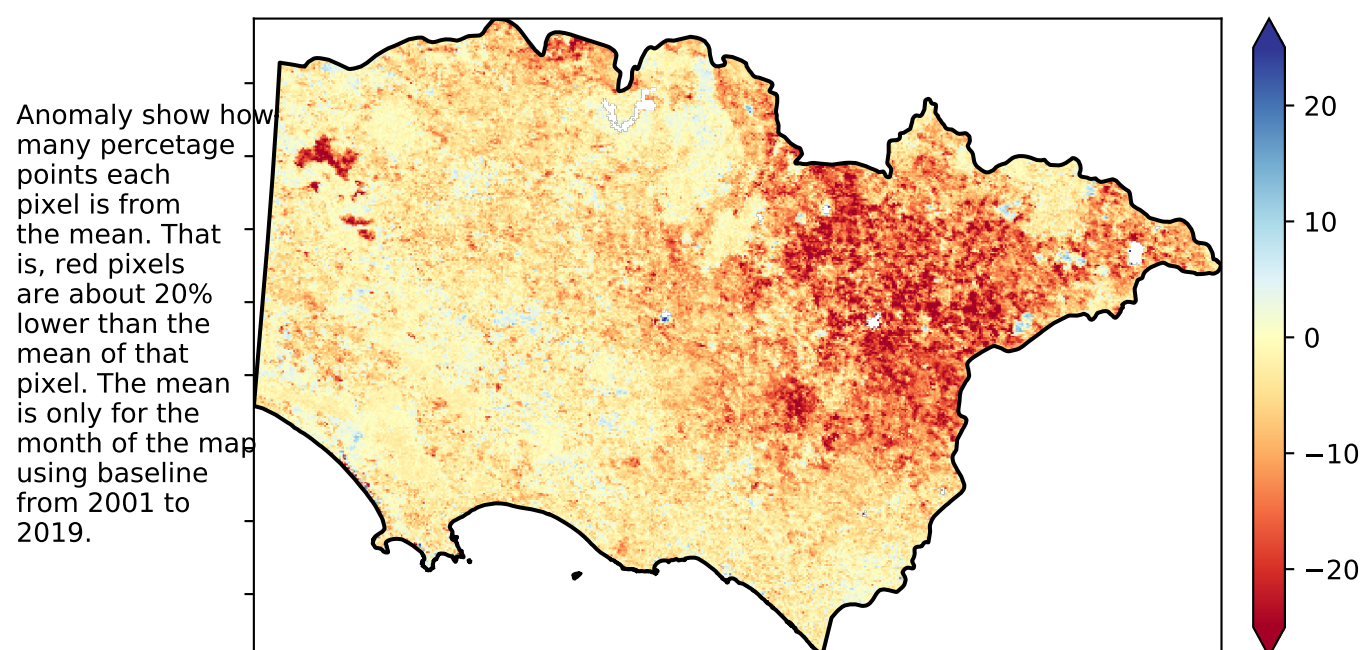 Anomaly show how
many percetage
points each
pixel is from
the mean. That
is, red pixels
are about 20%
lower than the
mean of that
pixel. The mean
is only for the
month of the map
using baseline
from 2001 to
2019.
20
10
0
−10
−20